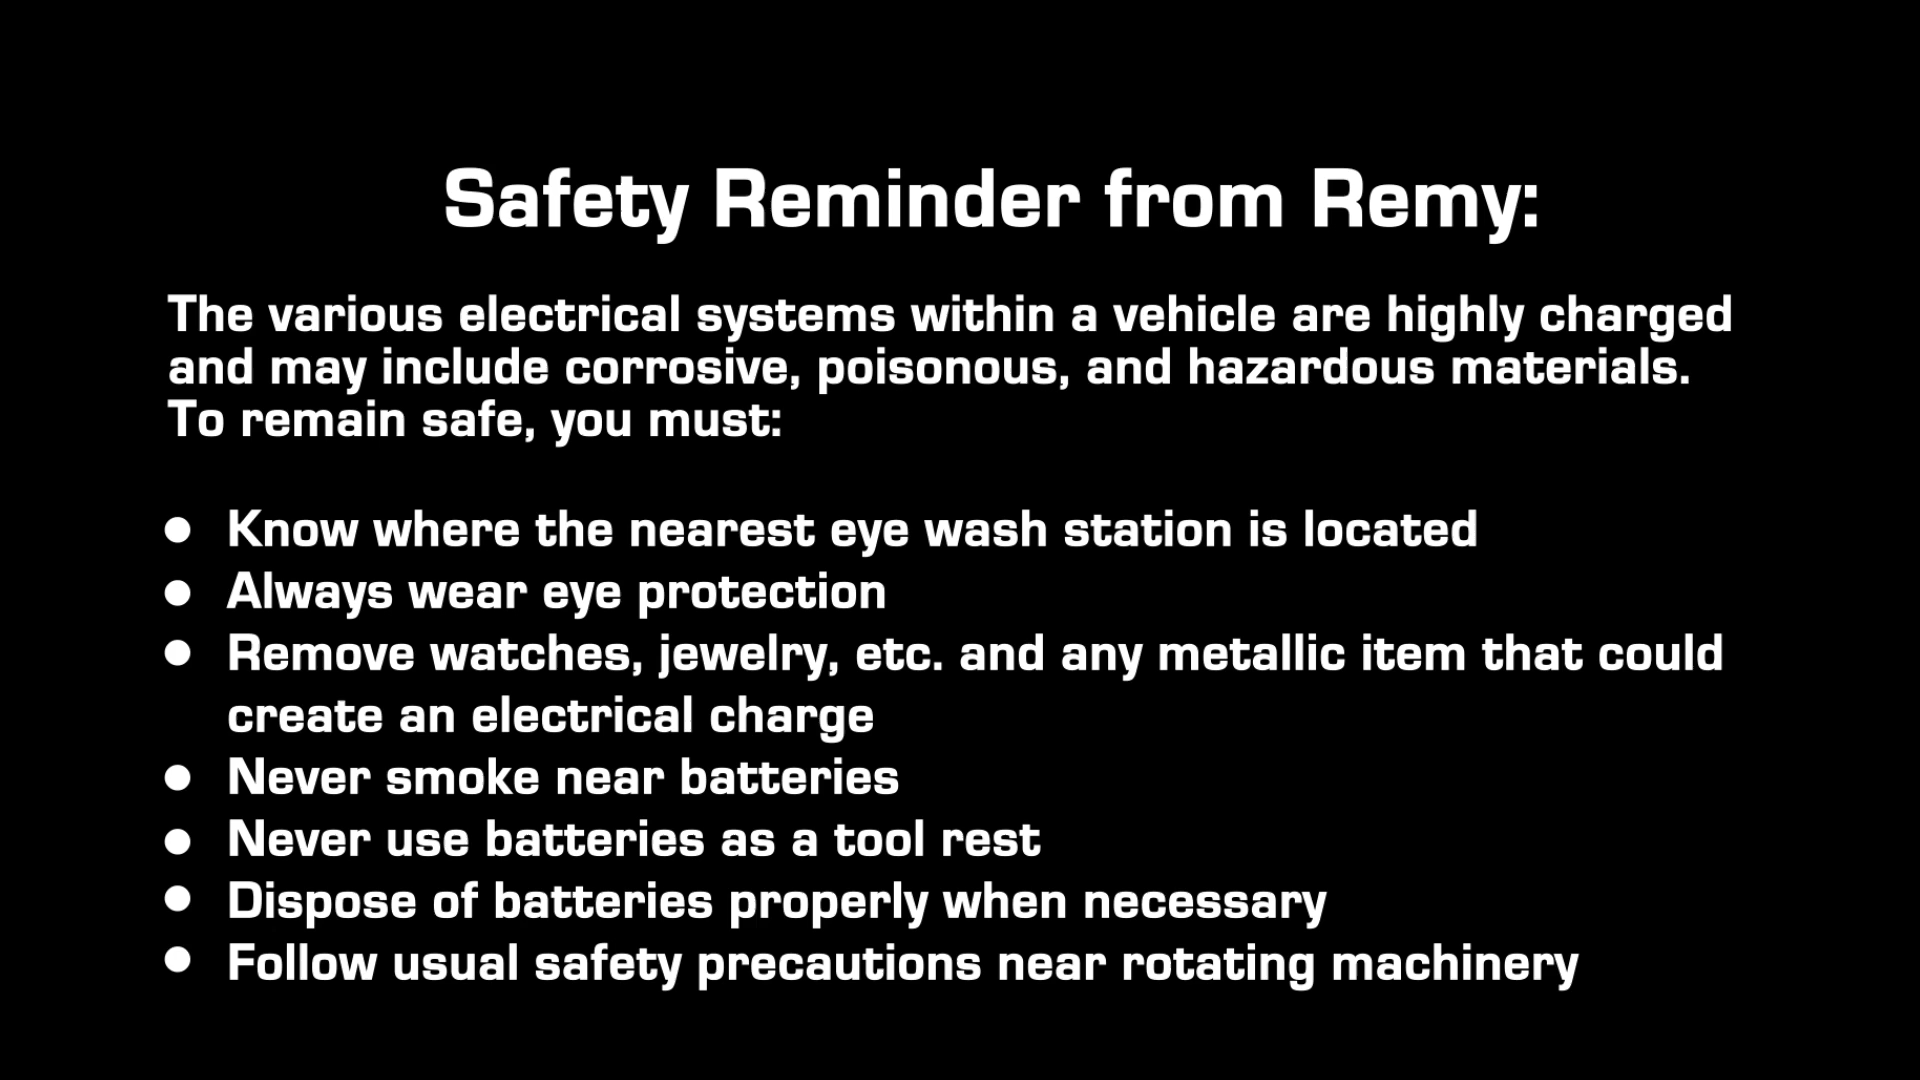 Safety Reminder from Remy:
The various electrical systems within a vehicle are highly charged
and may include corrosive, poisonous, and hazardous materials.
To remain safe, you must:
● Know where the nearest eye wash station is located
● Always wear eye protection
● Remove watches, jewelry, etc. and any metallic item that could
create an electrical charge
● Never smoke near batteries
● Never use batteries as a tool rest
● Dispose of batteries properly when necessary
● Follow usual safety precautions near rotating machinery